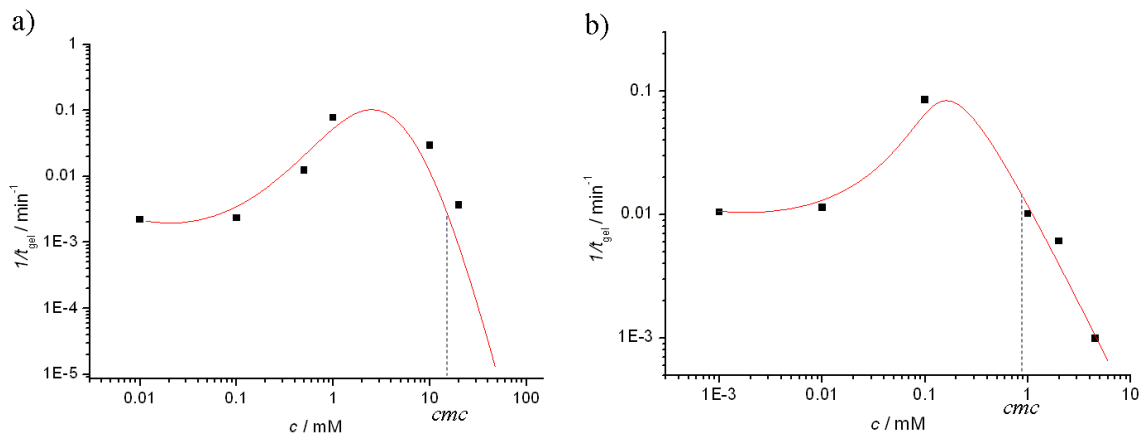 a)
1
0.1
0.01
1E-3
1E-4
1E-5
1/t_gel / min⁻¹
0.01
0.1
1
10
100
cmc
c / mM
b)
0.1
0.01
1E-3
1/t_gel / min⁻¹
1E-3
0.01
0.1
1
10
cmc
c / mM